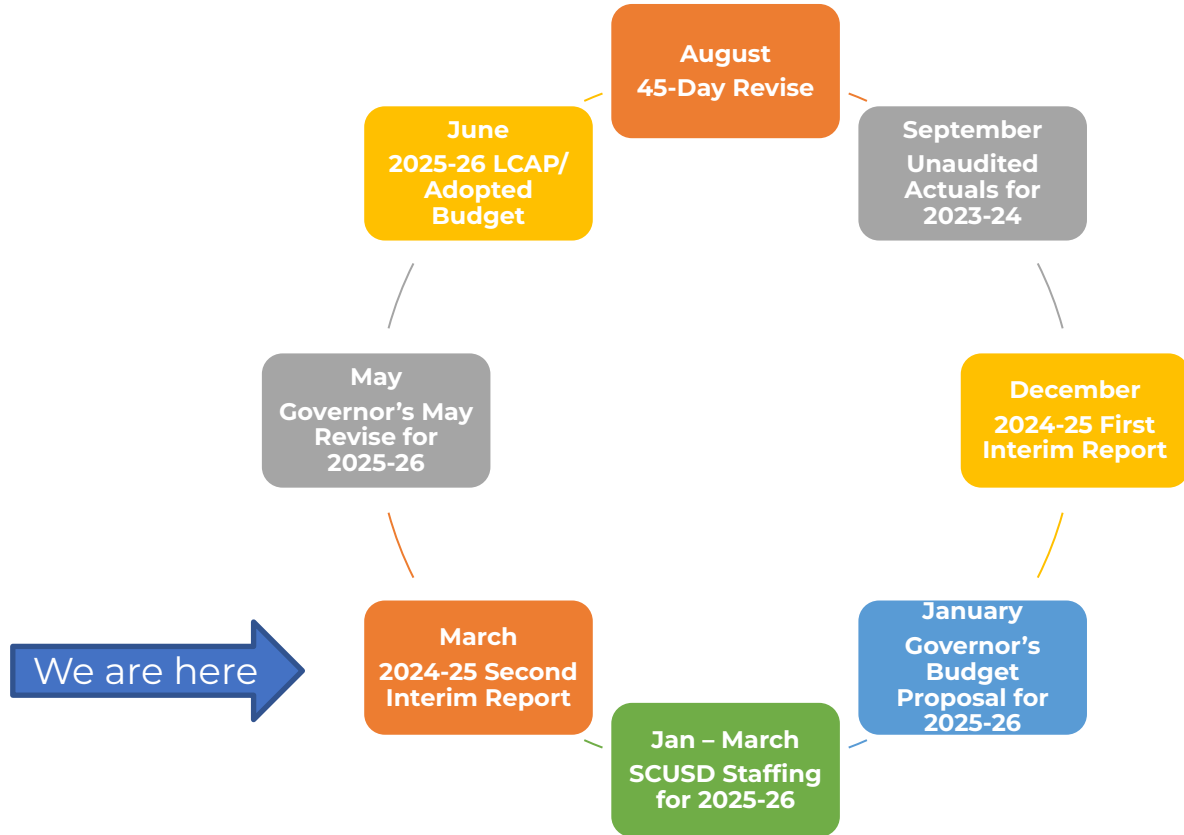 August
45-Day Revise
September
Unaudited
Actuals for
2023-24
December
2024-25 First
Interim Report
January
Governor’s
Budget
Proposal for
2025-26
Jan – March
SCUSD Staffing
for 2025-26
March
2024-25 Second
Interim Report
We are here
May
Governor’s May
Revise for
2025-26
June
2025-26 LCAP/
Adopted
Budget